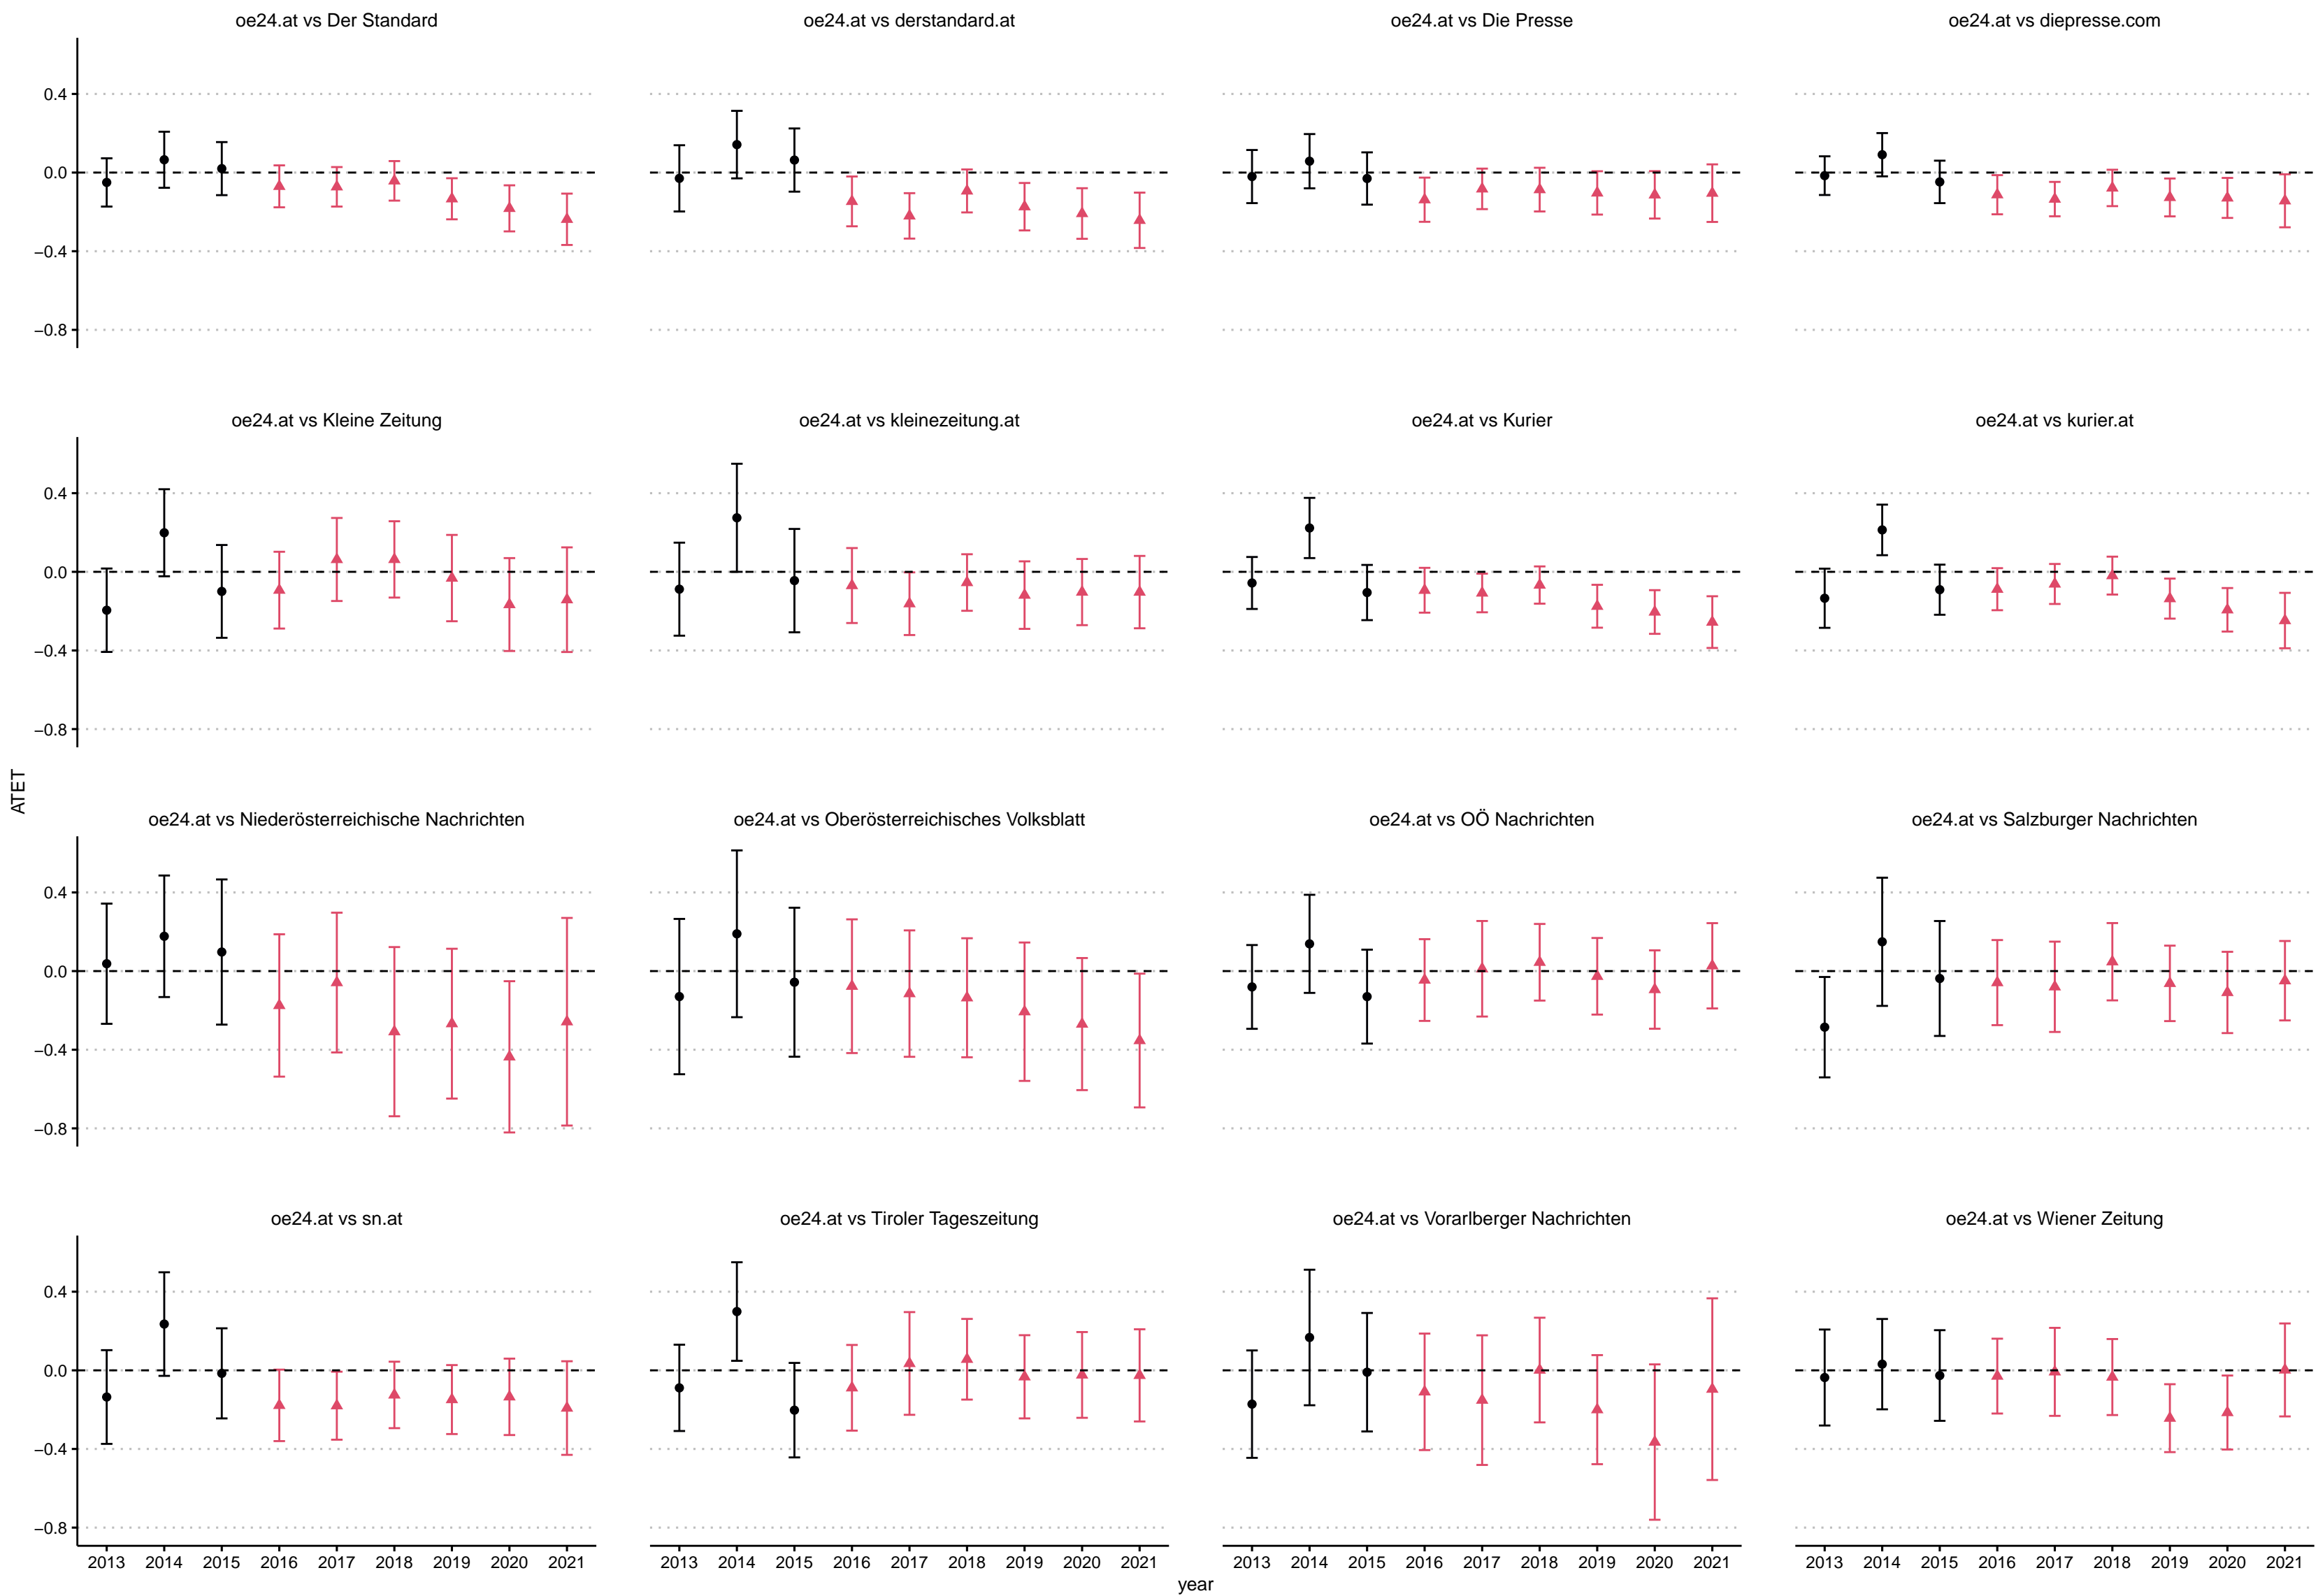 oe24.at vs Der Standard
oe24.at vs derstandard.at
oe24.at vs Die Presse
oe24.at vs diepresse.com
0.4
0.0
−0.4
−0.8
oe24.at vs Kleine Zeitung
oe24.at vs kleinezeitung.at
oe24.at vs Kurier
oe24.at vs kurier.at
0.4
0.0
−0.4
−0.8
ATET
oe24.at vs Niederösterreichische Nachrichten
oe24.at vs Oberösterreichisches Volksblatt
oe24.at vs OÖ Nachrichten
oe24.at vs Salzburger Nachrichten
0.4
0.0
−0.4
−0.8
oe24.at vs sn.at
oe24.at vs Tiroler Tageszeitung
oe24.at vs Vorarlberger Nachrichten
oe24.at vs Wiener Zeitung
0.4
0.0
−0.4
−0.8
2013 2014 2015 2016 2017 2018 2019 2020 2021
2013 2014 2015 2016 2017 2018 2019 2020 2021
2013 2014 2015 2016 2017 2018 2019 2020 2021
2013 2014 2015 2016 2017 2018 2019 2020 2021
year